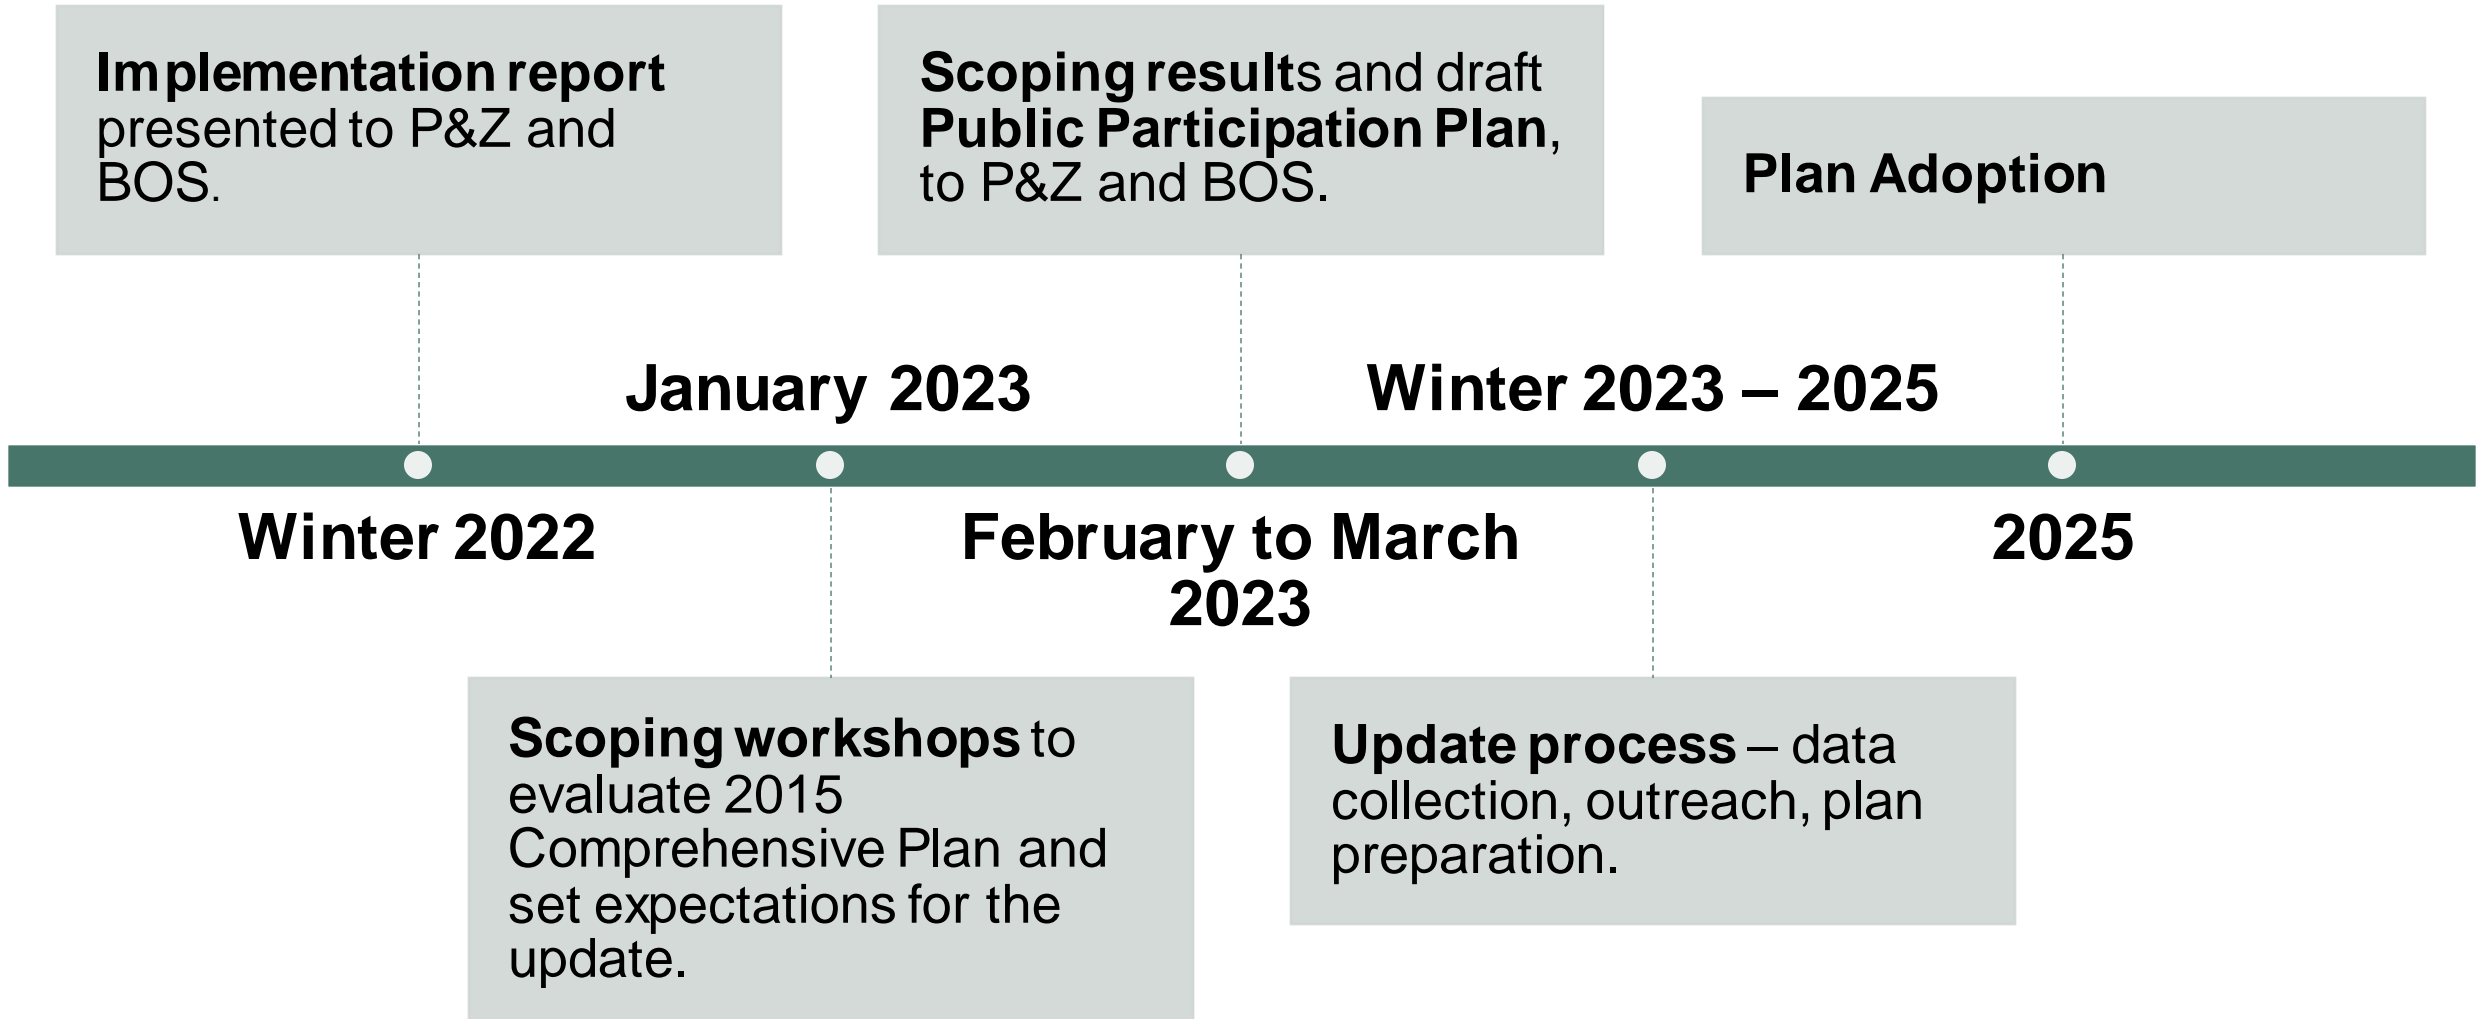 Implementation report
presented to P&Z and
BOS.
Scoping results and draft
Public Participation Plan,
to P&Z and BOS.
Plan Adoption
January 2023
Winter 2023 – 2025
Winter 2022
February to March
2023
2025
Scoping workshops to
evaluate 2015
Comprehensive Plan and
set expectations for the
update.
Update process – data
collection, outreach, plan
preparation.